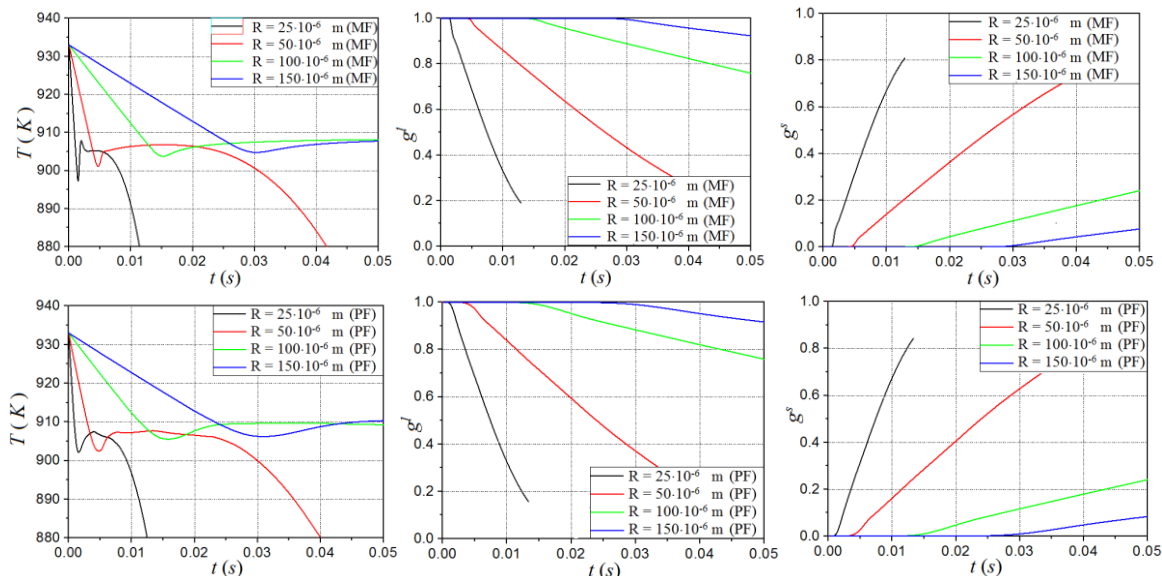 940
930
920
910
900
890
880
T ( K )
R = 25·10⁻⁶ m (MF)
R = 50·10⁻⁶ m (MF)
R = 100·10⁻⁶ m (MF)
R = 150·10⁻⁶ m (MF)
0.00 0.01 0.02 0.03 0.04 0.05
t (s)
1.0
0.8
0.6
0.4
0.2
0.0
gˡ
R = 25·10⁻⁶ m (MF)
R = 50·10⁻⁶ m (MF)
R = 100·10⁻⁶ m (MF)
R = 150·10⁻⁶ m (MF)
0.00 0.01 0.02 0.03 0.04 0.05
t (s)
1.0
0.8
0.6
0.4
0.2
0.0
gˢ
R = 25·10⁻⁶ m (MF)
R = 50·10⁻⁶ m (MF)
R = 100·10⁻⁶ m (MF)
R = 150·10⁻⁶ m (MF)
0.00 0.01 0.02 0.03 0.04 0.05
t (s)
940
930
920
910
900
890
880
T ( K )
R = 25·10⁻⁶ m (PF)
R = 50·10⁻⁶ m (PF)
R = 100·10⁻⁶ m (PF)
R = 150·10⁻⁶ m (PF)
0.00 0.01 0.02 0.03 0.04 0.05
t (s)
1.0
0.8
0.6
0.4
0.2
0.0
gˡ
R = 25·10⁻⁶ m (PF)
R = 50·10⁻⁶ m (PF)
R = 100·10⁻⁶ m (PF)
R = 150·10⁻⁶ m (PF)
0.00 0.01 0.02 0.03 0.04 0.05
t (s)
1.0
0.8
0.6
0.4
0.2
0.0
gˢ
R = 25·10⁻⁶ m (PF)
R = 50·10⁻⁶ m (PF)
R = 100·10⁻⁶ m (PF)
R = 150·10⁻⁶ m (PF)
0.00 0.01 0.02 0.03 0.04 0.05
t (s)